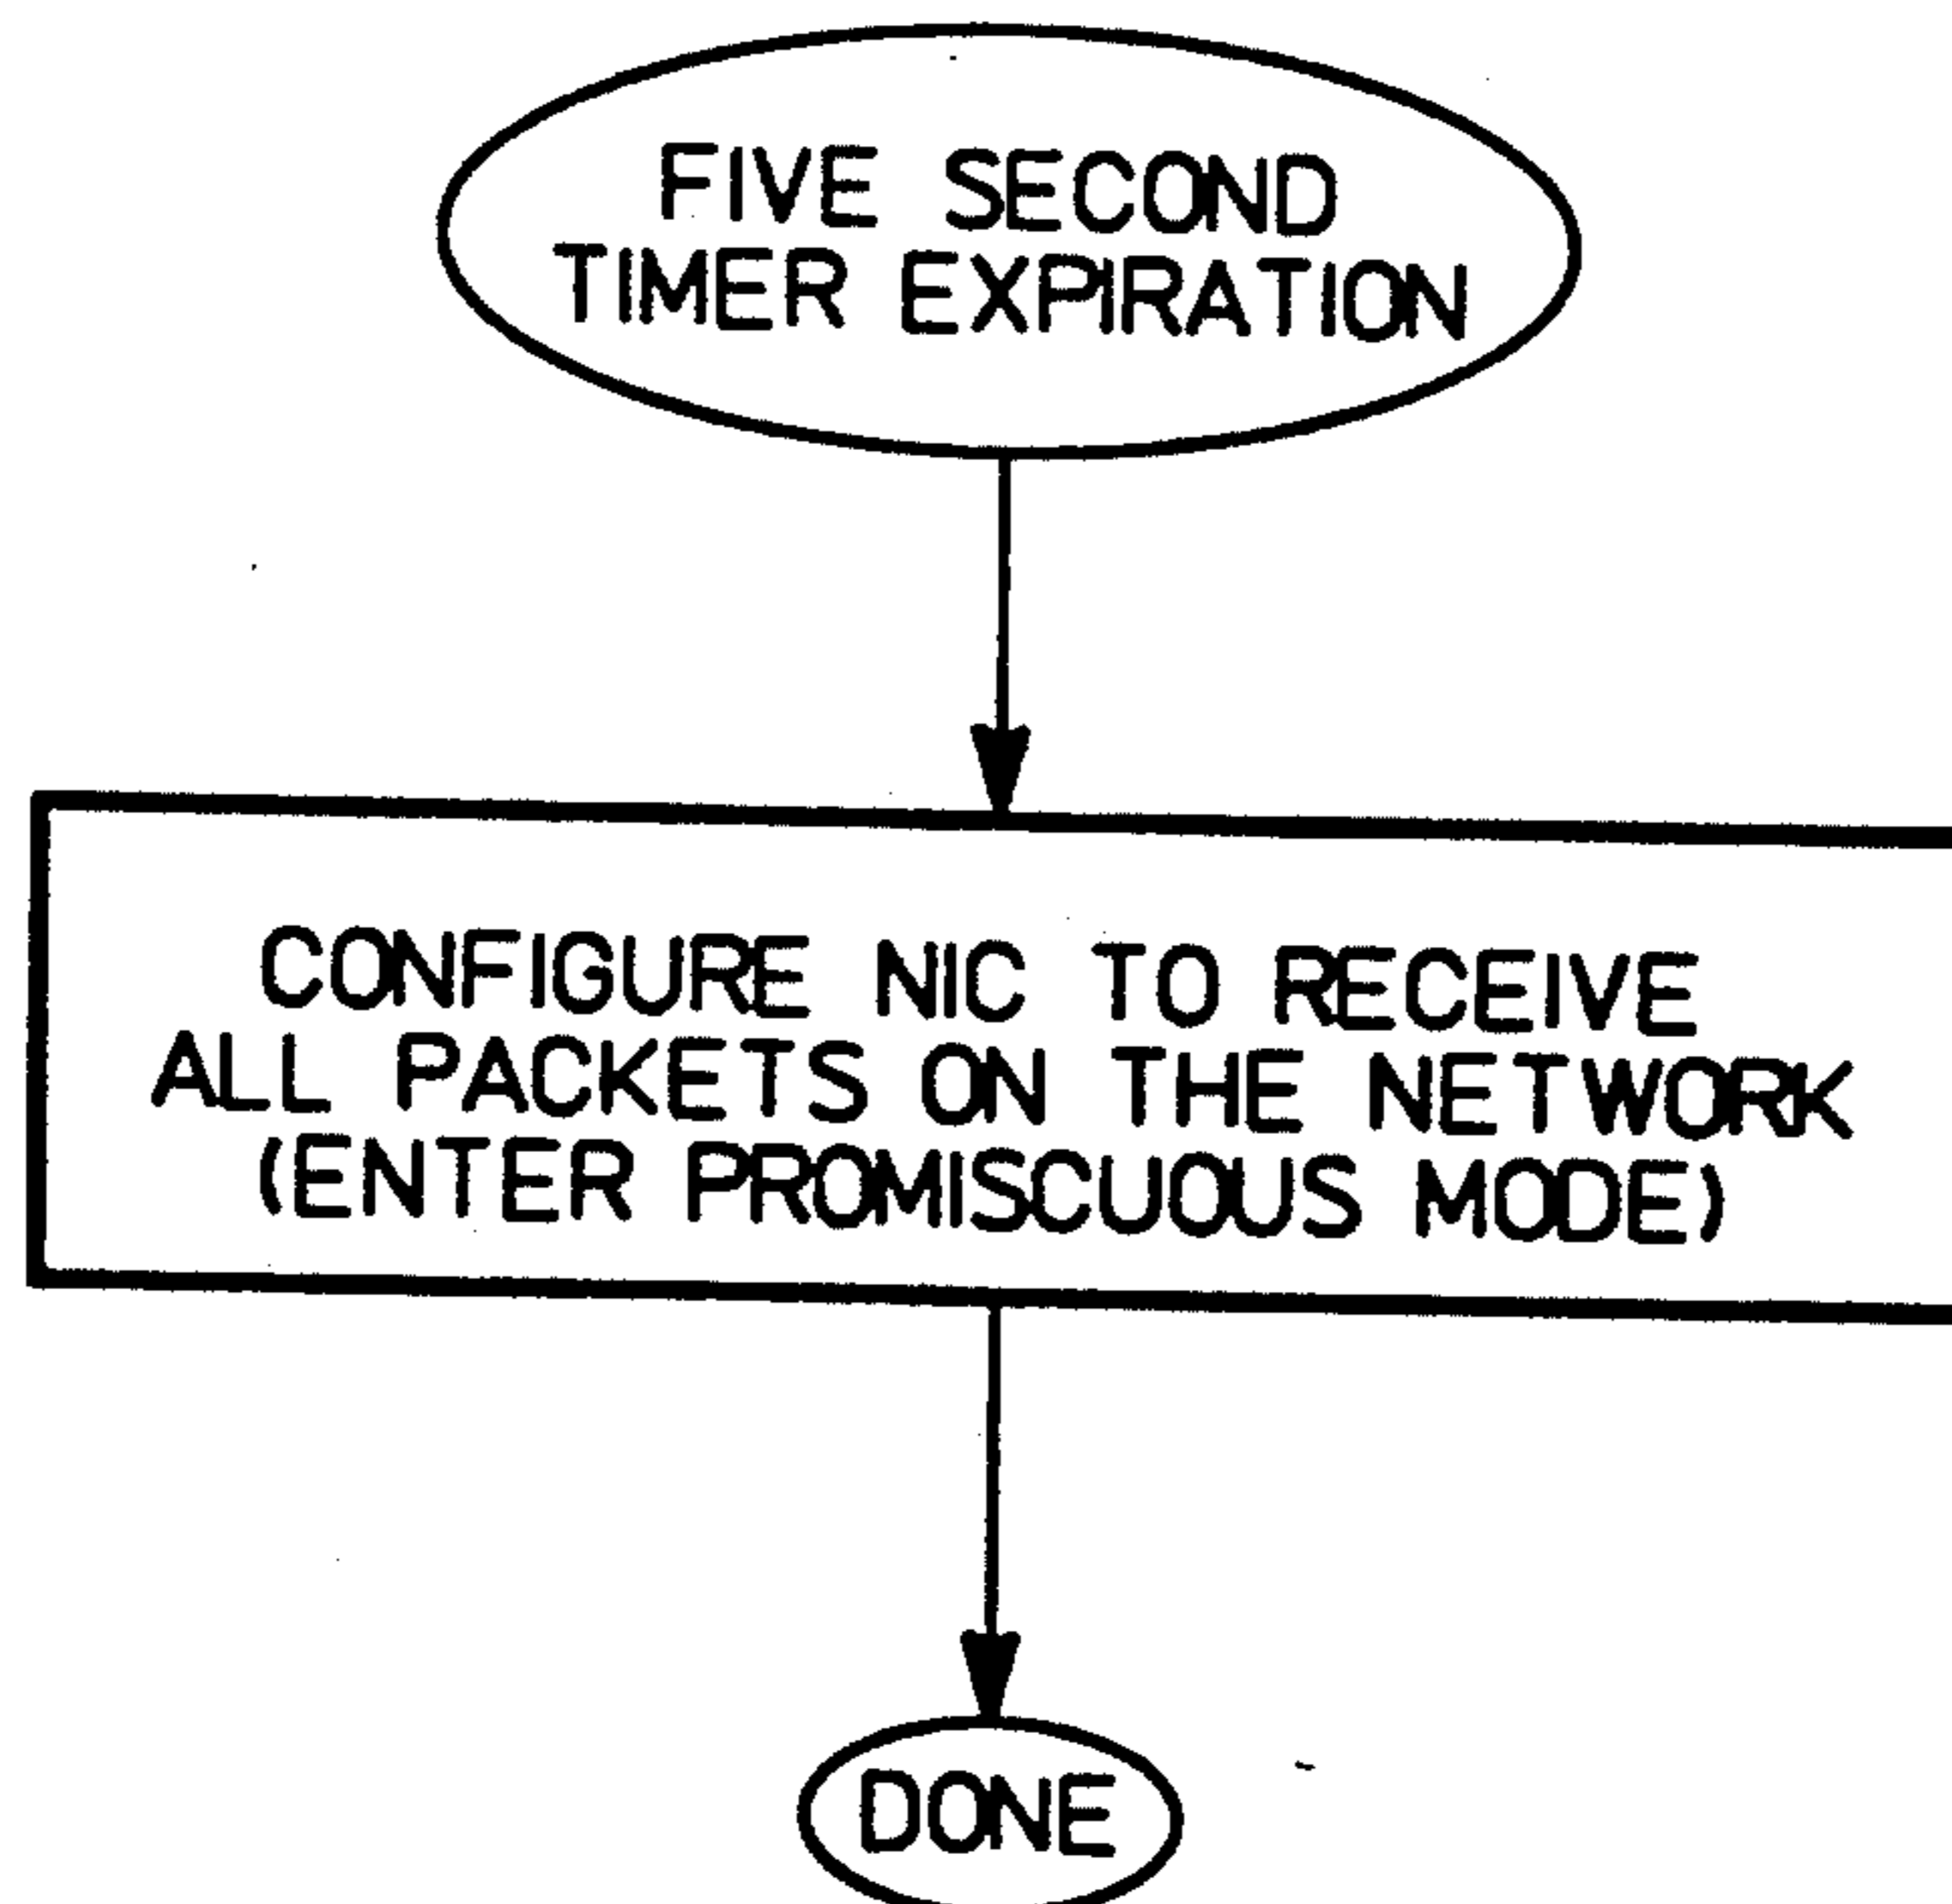 FIVE SECOND
TIMER EXPIRATION
CONFIGURE NIC TO RECEIVE
ALL PACKETS ON THE NETWORK
(ENTER PROMISCUOUS MODE)
DONE